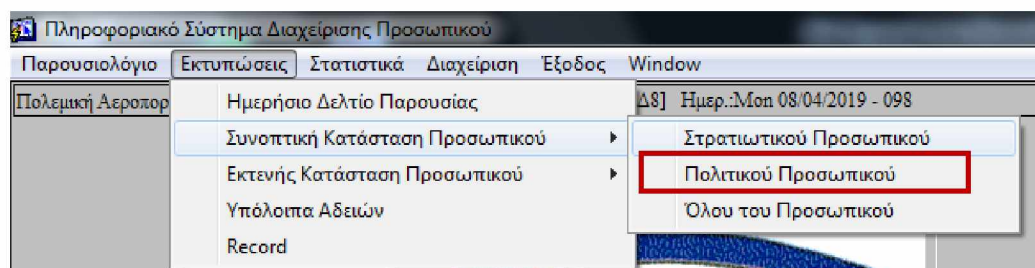 Πληροφοριακό Σύστημα Διαχείρισης Προσωπικού
Παρουσιολόγιο Εκτυπώσεις Στατιστικά Διαχείριση Έξοδος Window
Πολεμική Αεροπορ Δ8] Ημερ.:Mon 08/04/2019 - 098
Ημερήσιο Δελτίο Παρουσίας
Συνοπτική Κατάσταση Προσωπικού
Εκτενής Κατάσταση Προσωπικού
Υπόλοιπα Αδειών
Record
Στρατιωτικού Προσωπικού
Πολιτικού Προσωπικού
Όλου του Προσωπικού